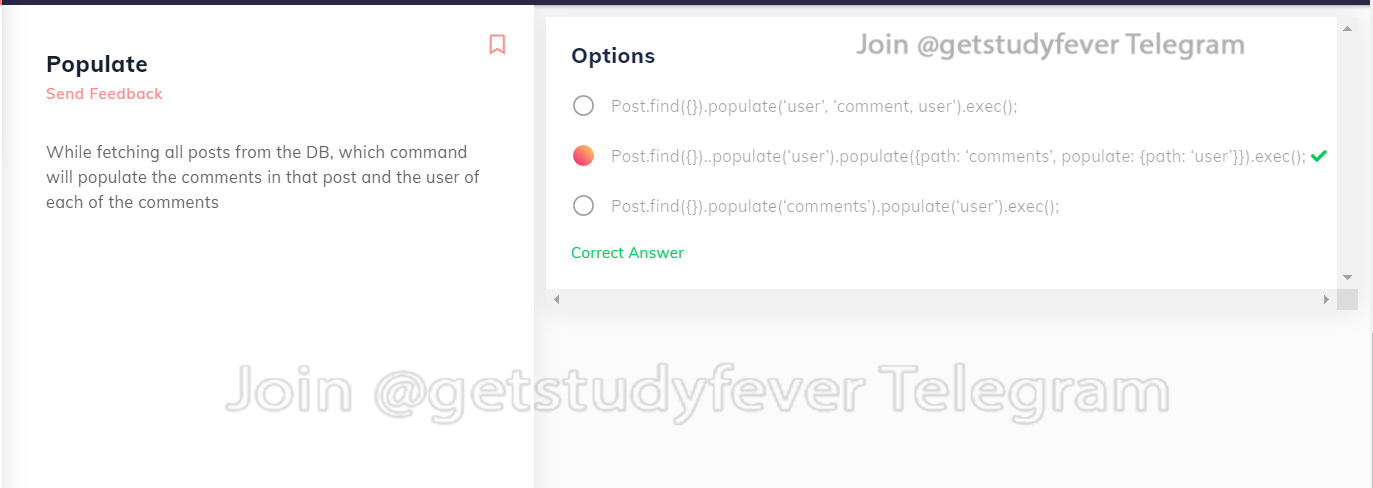 Populate
Send Feedback
While fetching all posts from the DB, which command
will populate the comments in that post and the user of
each of the comments
Options
Join @getstudyfever Telegram
Post.find({}).populate(‘user’, ‘comment, user’).exec();
Post.find({})..populate(‘user’).populate({path: ‘comments’, populate: {path: ‘user’}}).exec();
Post.find({}).populate(‘comments’).populate(‘user’).exec();
Correct Answer
Join @getstudyfever Telegram